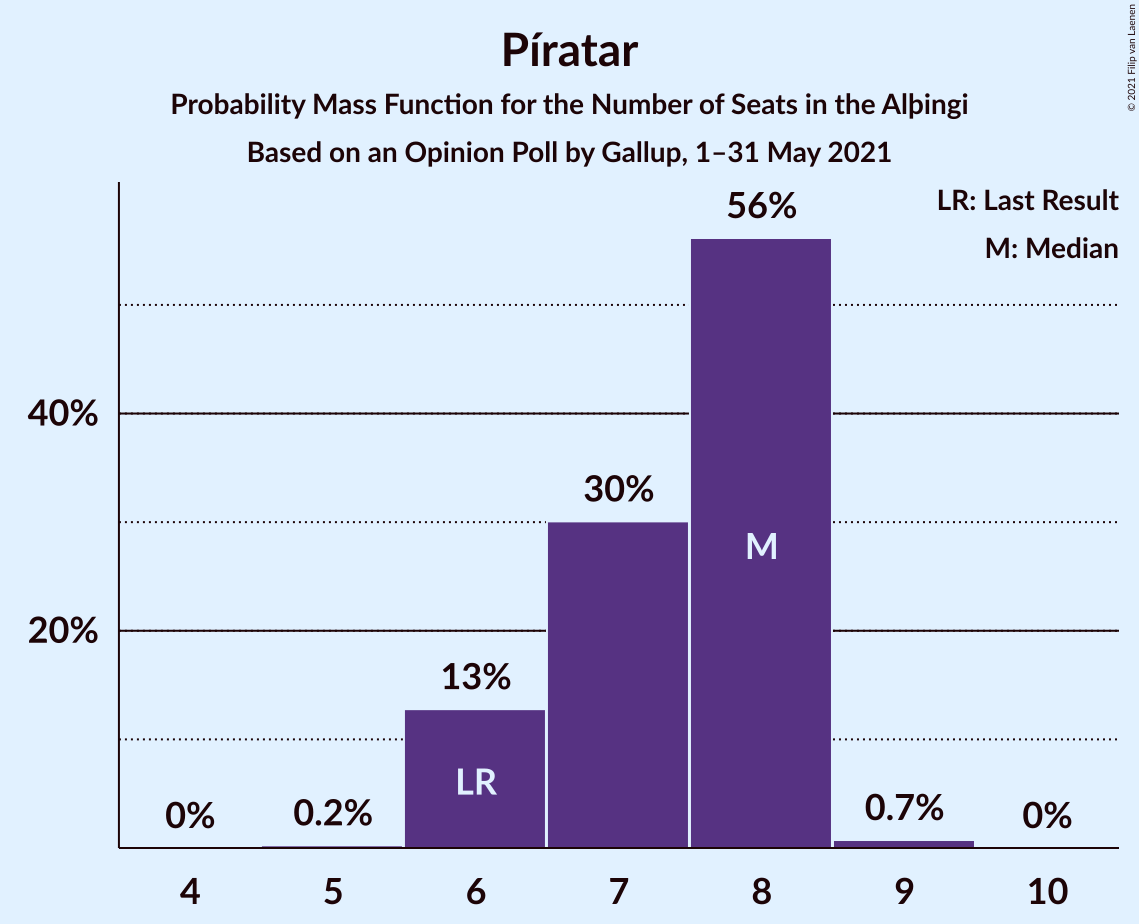 Píratar
Probability Mass Function for the Number of Seats in the Alþingi
Based on an Opinion Poll by Gallup, 1–31 May 2021
© 2021 Filip van Laenen
LR: Last Result
M: Median
56%
40%
30%
M
20%
13%
LR
0%
0.2%
0.7%
0%
4 5 6 7 8 9 10